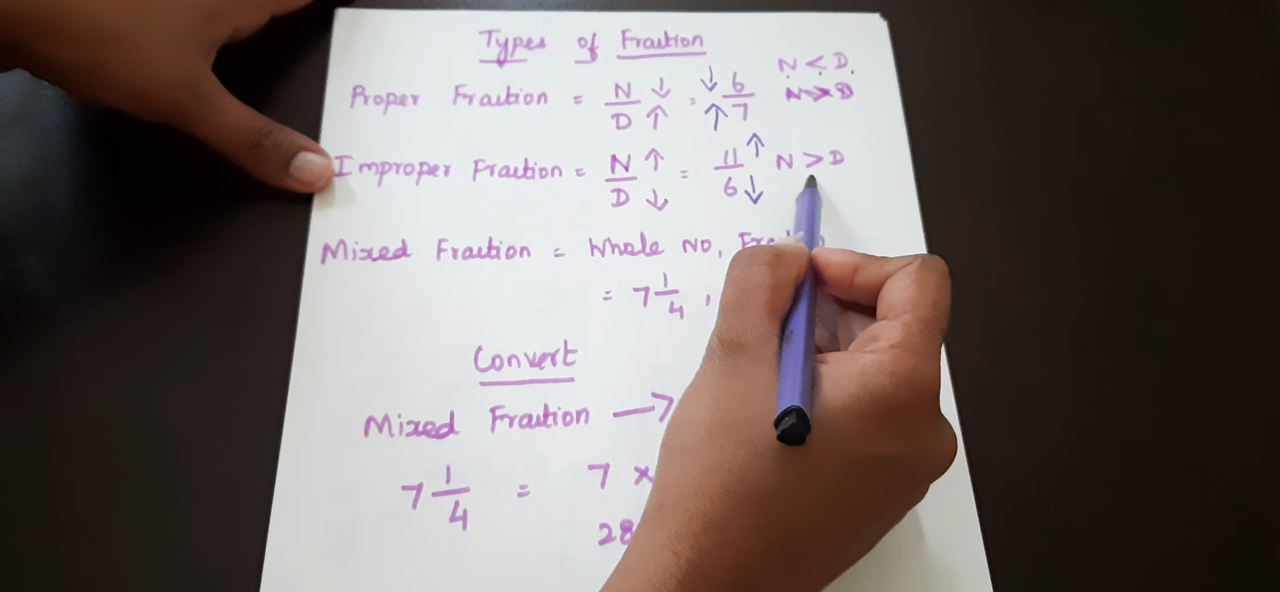 Types of Fraction
Proper Fraction = N/D ↓↑ = ↓↑ 6/7 N < D.
Improper Fraction = N/D ↑↓ = 11/6 ↑↓ N > D
Mixed Fraction = Whole No,
= 7 1/4 ,
Convert
Mixed Fraction →
7 1/4 = 7 ×
28